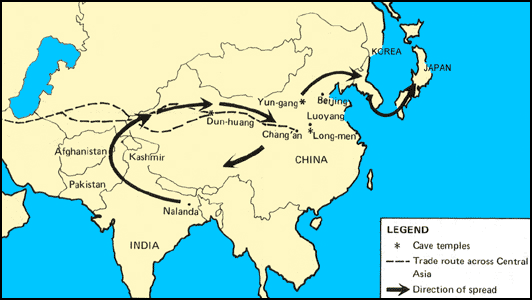 KOREA
JAPAN
Yun-gang
Beijing
Dun-huang
Luoyang
Chang'an
Long-men
Afghanistan
Kashmir
CHINA
Pakistan
Nalanda
INDIA
LEGEND
Cave temples
Trade route across Central
Asia
Direction of spread